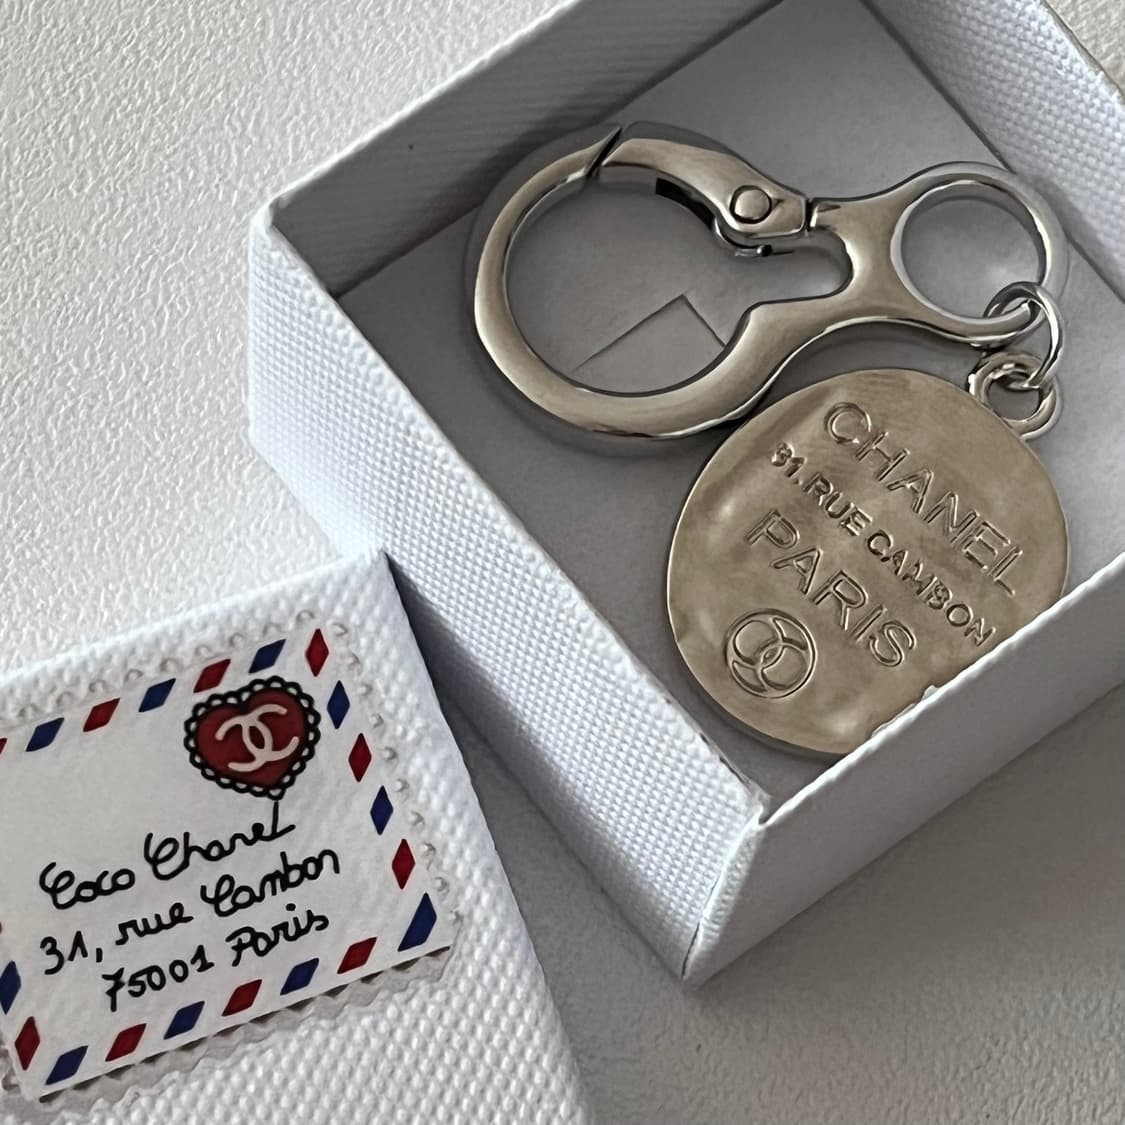 CHANEL
31.RUE CAMBON
PARIS
Coco Chanel
31, rue Cambon
75001 Paris